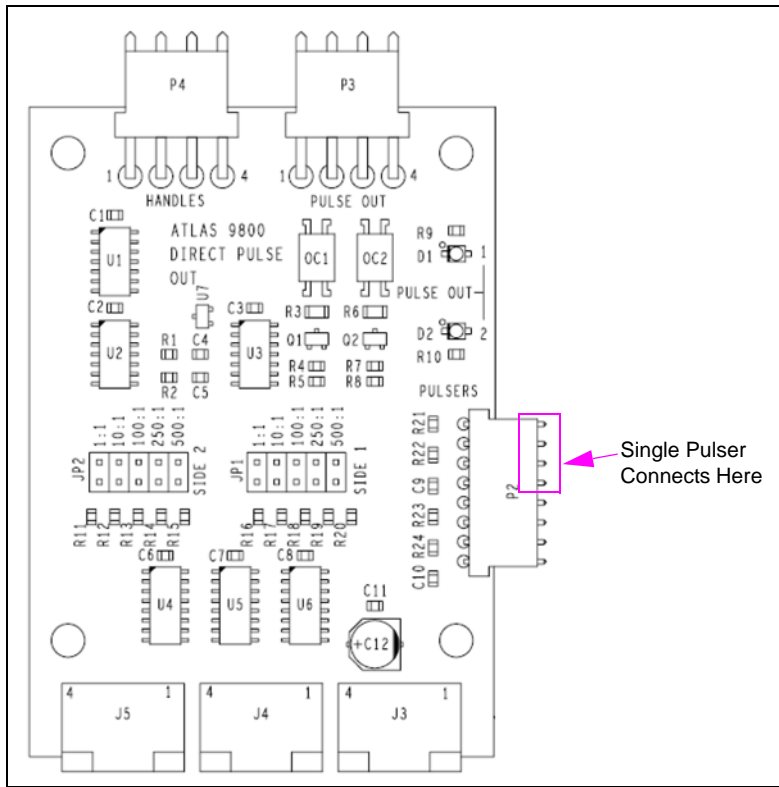 P4
P3
1
4
1
4
HANDLES
PULSE OUT
C1
ATLAS 9800
DIRECT PULSE
OUT
U1
OC1
OC2
R9
D1
1
C2
U7
C3
R3
R6
PULSE OUT
U2
R1
C4
U3
Q1
Q2
D2
2
R2
C5
R4
R7
R10
R5
R8
PULSERS
1:1
10:1
100:1
250:1
500:1
JP2
SIDE 2
1:1
10:1
100:1
250:1
500:1
JP1
SIDE 1
R21
R22
C9
R23
R24
C10
P2
Single Pulser
Connects Here
R11
R12
R13
R14
R15
R16
R17
R18
R19
R20
C6
C7
C8
U4
U5
U6
C11
+C12
4
1
J5
4
1
J4
4
1
J3